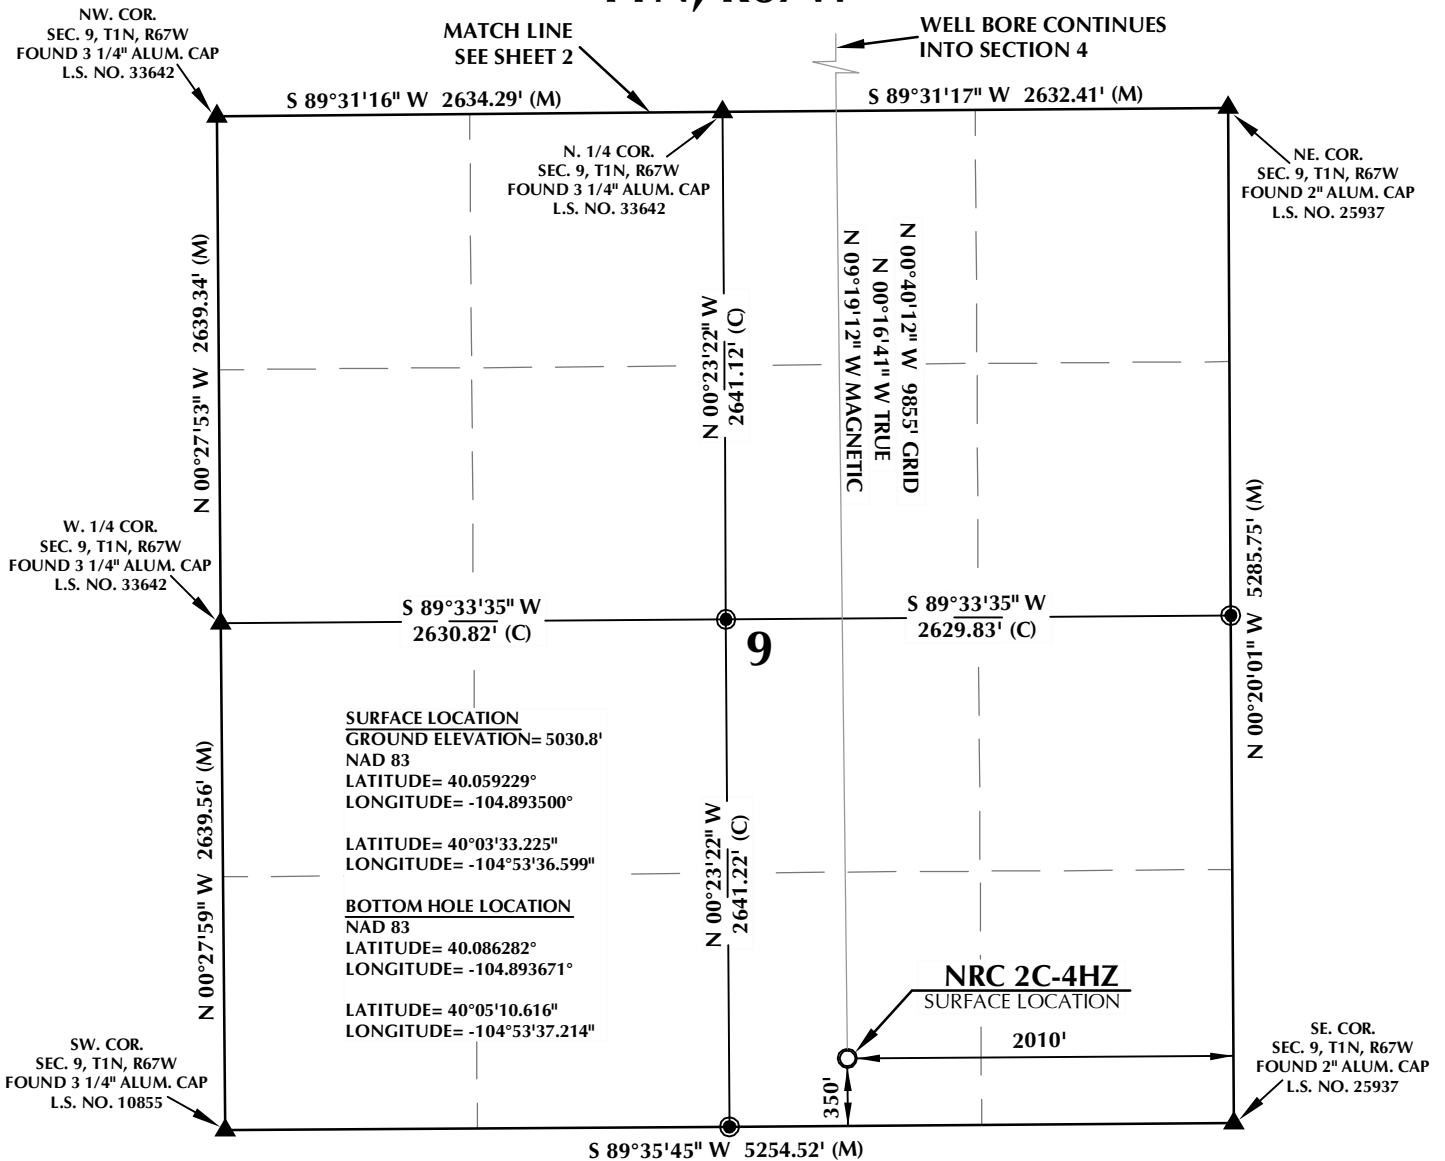 T1N, R67W
NW. COR.
SEC. 9, T1N, R67W
FOUND 3 1/4" ALUM. CAP
L.S. NO. 33642
MATCH LINE
SEE SHEET 2
WELL BORE CONTINUES
INTO SECTION 4
S 89°31'16" W 2634.29' (M)
S 89°31'17" W 2632.41' (M)
N. 1/4 COR.
SEC. 9, T1N, R67W
FOUND 3 1/4" ALUM. CAP
L.S. NO. 33642
NE. COR.
SEC. 9, T1N, R67W
FOUND 2" ALUM. CAP
L.S. NO. 25937
N 00°27'53" W 2639.34' (M)
N 00°23'22" W
2641.12' (C)
N 00°40'12" W 9855' GRID
N 00°16'41" W TRUE
N 09°19'12" W MAGNETIC
N 00°20'01" W 5285.75' (M)
W. 1/4 COR.
SEC. 9, T1N, R67W
FOUND 3 1/4" ALUM. CAP
L.S. NO. 33642
S 89°33'35" W
2630.82' (C)
S 89°33'35" W
2629.83' (C)
9
SURFACE LOCATION
GROUND ELEVATION= 5030.8'
NAD 83
LATITUDE= 40.059229°
LONGITUDE= -104.893500°
LATITUDE= 40°03'33.225"
LONGITUDE= -104°53'36.599"
BOTTOM HOLE LOCATION
NAD 83
LATITUDE= 40.086282°
LONGITUDE= -104.893671°
LATITUDE= 40°05'10.616"
LONGITUDE= -104°53'37.214"
N 00°27'59" W 2639.56' (M)
N 00°23'22" W
2641.22' (C)
NRC 2C-4HZ
SURFACE LOCATION
2010'
350'
SW. COR.
SEC. 9, T1N, R67W
FOUND 3 1/4" ALUM. CAP
L.S. NO. 10855
SE. COR.
SEC. 9, T1N, R67W
FOUND 2" ALUM. CAP
L.S. NO. 25937
S 89°35'45" W 5254.52' (M)